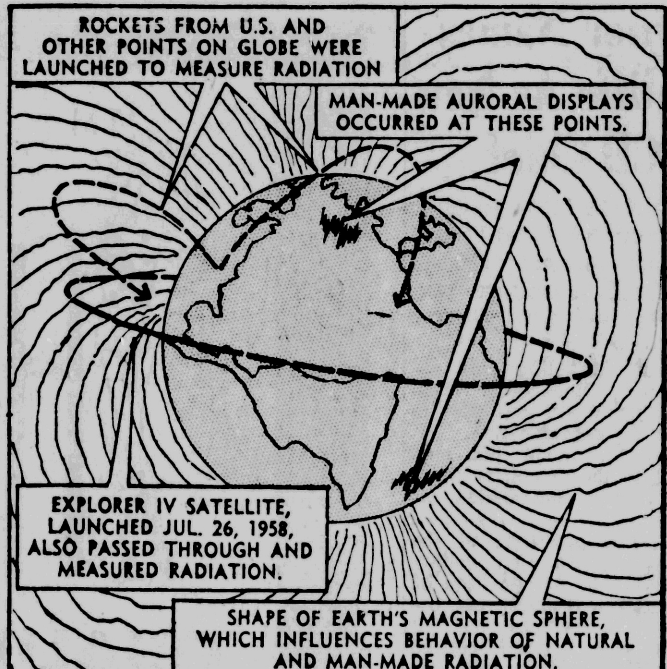 ROCKETS FROM U.S. AND
OTHER POINTS ON GLOBE WERE
LAUNCHED TO MEASURE RADIATION
MAN-MADE AURORAL DISPLAYS
OCCURRED AT THESE POINTS.
EXPLORER IV SATELLITE,
LAUNCHED JUL. 26, 1958,
ALSO PASSED THROUGH AND
MEASURED RADIATION.
SHAPE OF EARTH'S MAGNETIC SPHERE,
WHICH INFLUENCES BEHAVIOR OF NATURAL
AND MAN-MADE RADIATION.